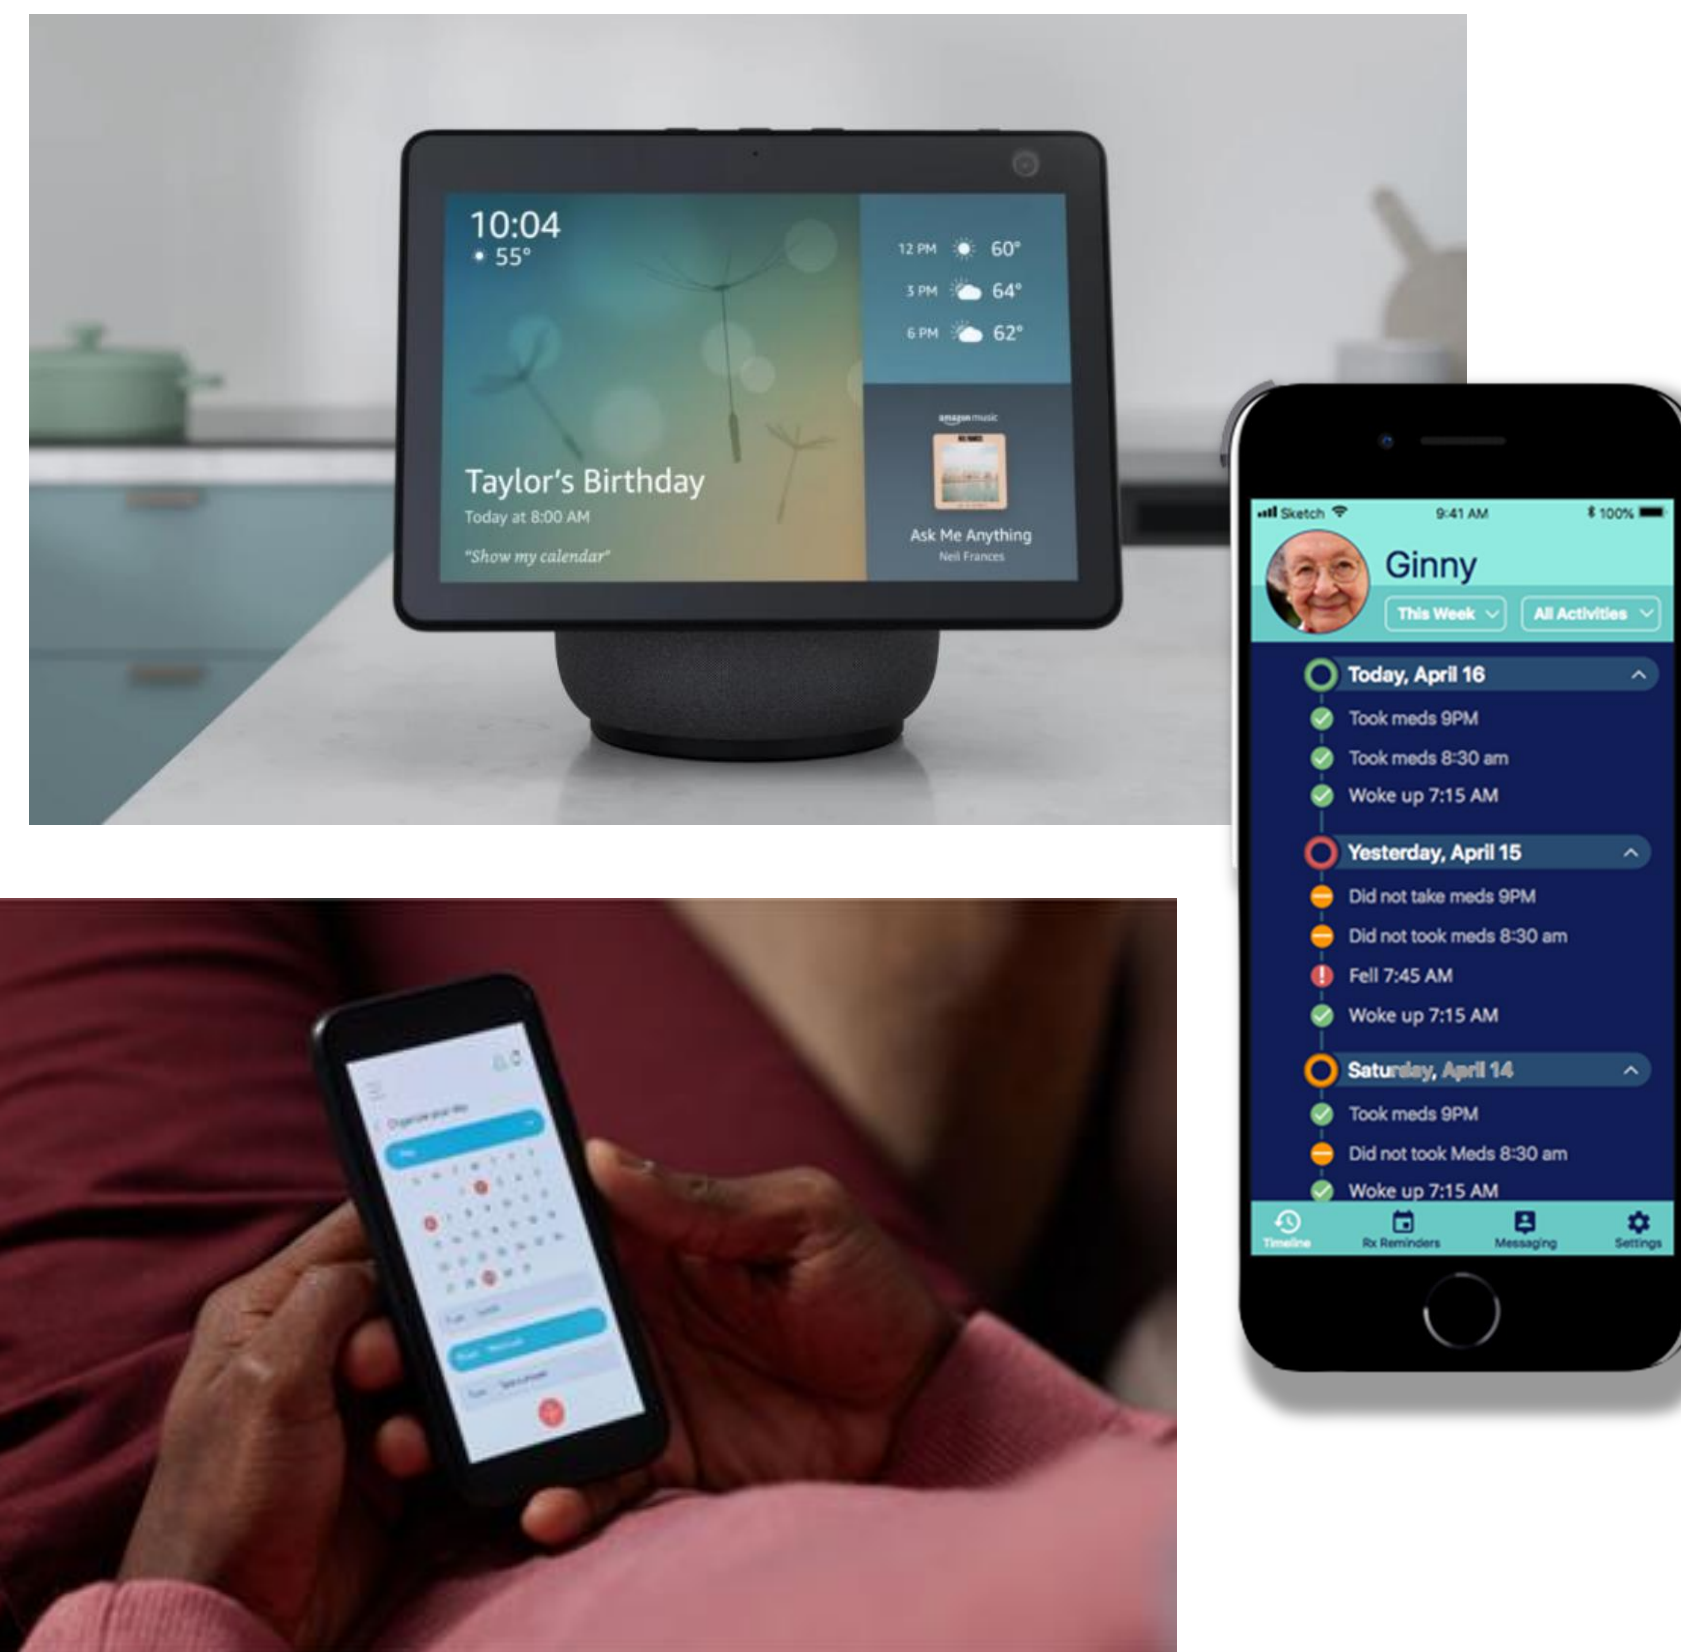 10:04
55°
12 PM 60°
3 PM 64°
6 PM 62°
Taylor's Birthday
Today at 8:00 AM
"Show my calendar"
amazon music
Ask Me Anything
Neil Frances
Sketch 9:41 AM 100%
Ginny
This Week All Activities
Today, April 16
Took meds 9PM
Took meds 8:30 am
Woke up 7:15 AM
Yesterday, April 15
Did not take meds 9PM
Did not took meds 8:30 am
Fell 7:45 AM
Woke up 7:15 AM
Saturday, April 14
Took meds 9PM
Did not took Meds 8:30 am
Woke up 7:15 AM
Timeline Rx Reminders Messaging Settings
Organize your day